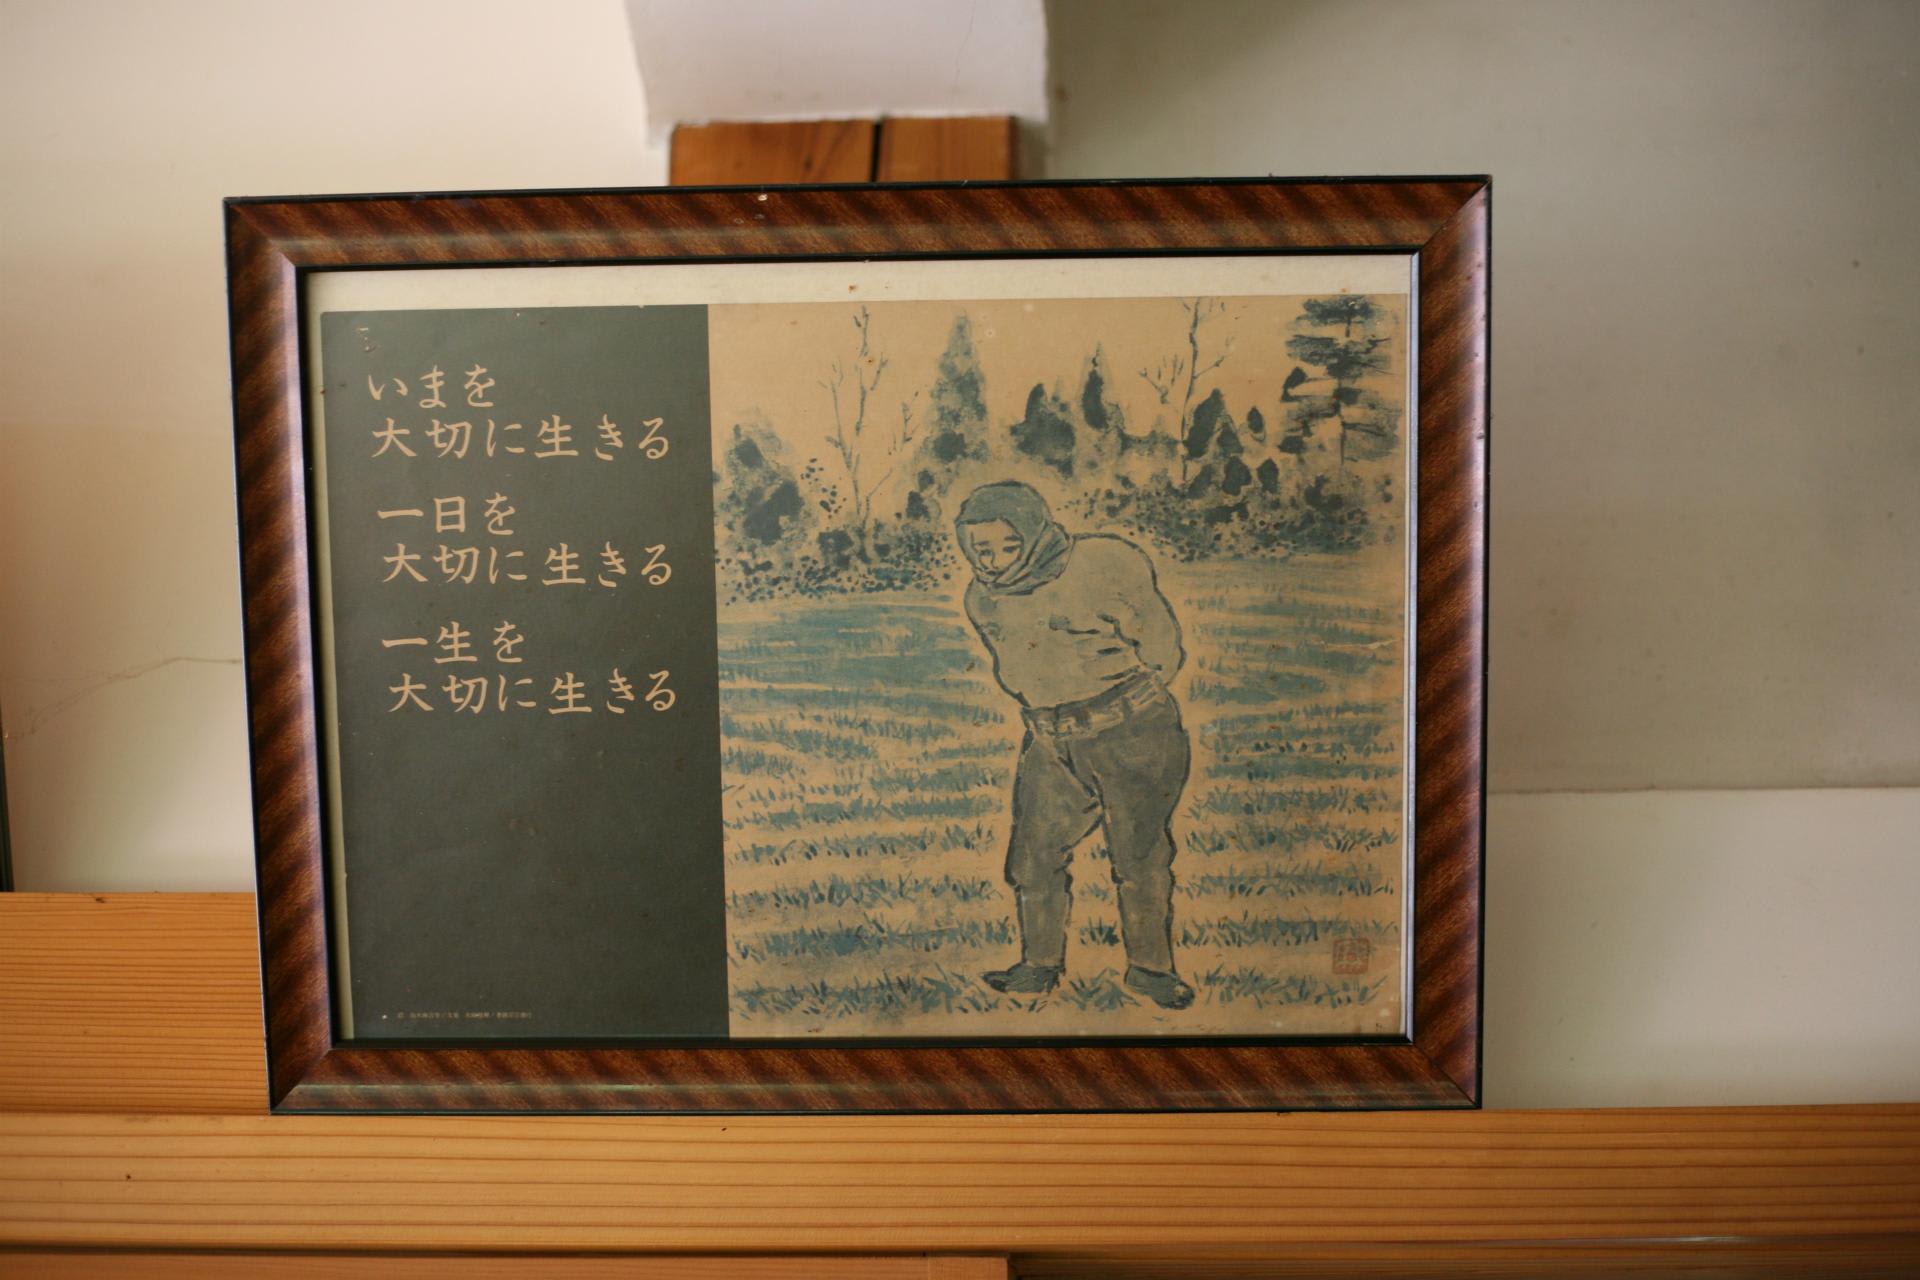 いまを
大切に生きる
一日を
大切に生きる
一生を
大切に生きる